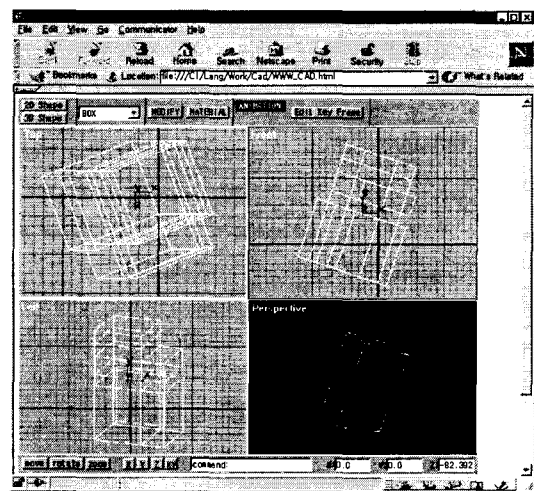 File Edit View Go Communicator Help
Reload Home Search Netscape Print Security
Bookmarks Location: file:///C|/Lang/Work/Cad/WWW_CAD.html What's Related
2D Shape
3D Shape
BOX MODIFY MATERIAL ANIMATION Edit Key Frame
Perspective
move rotate zoom X Y Z command: 0.0 0.0 Z -82.392